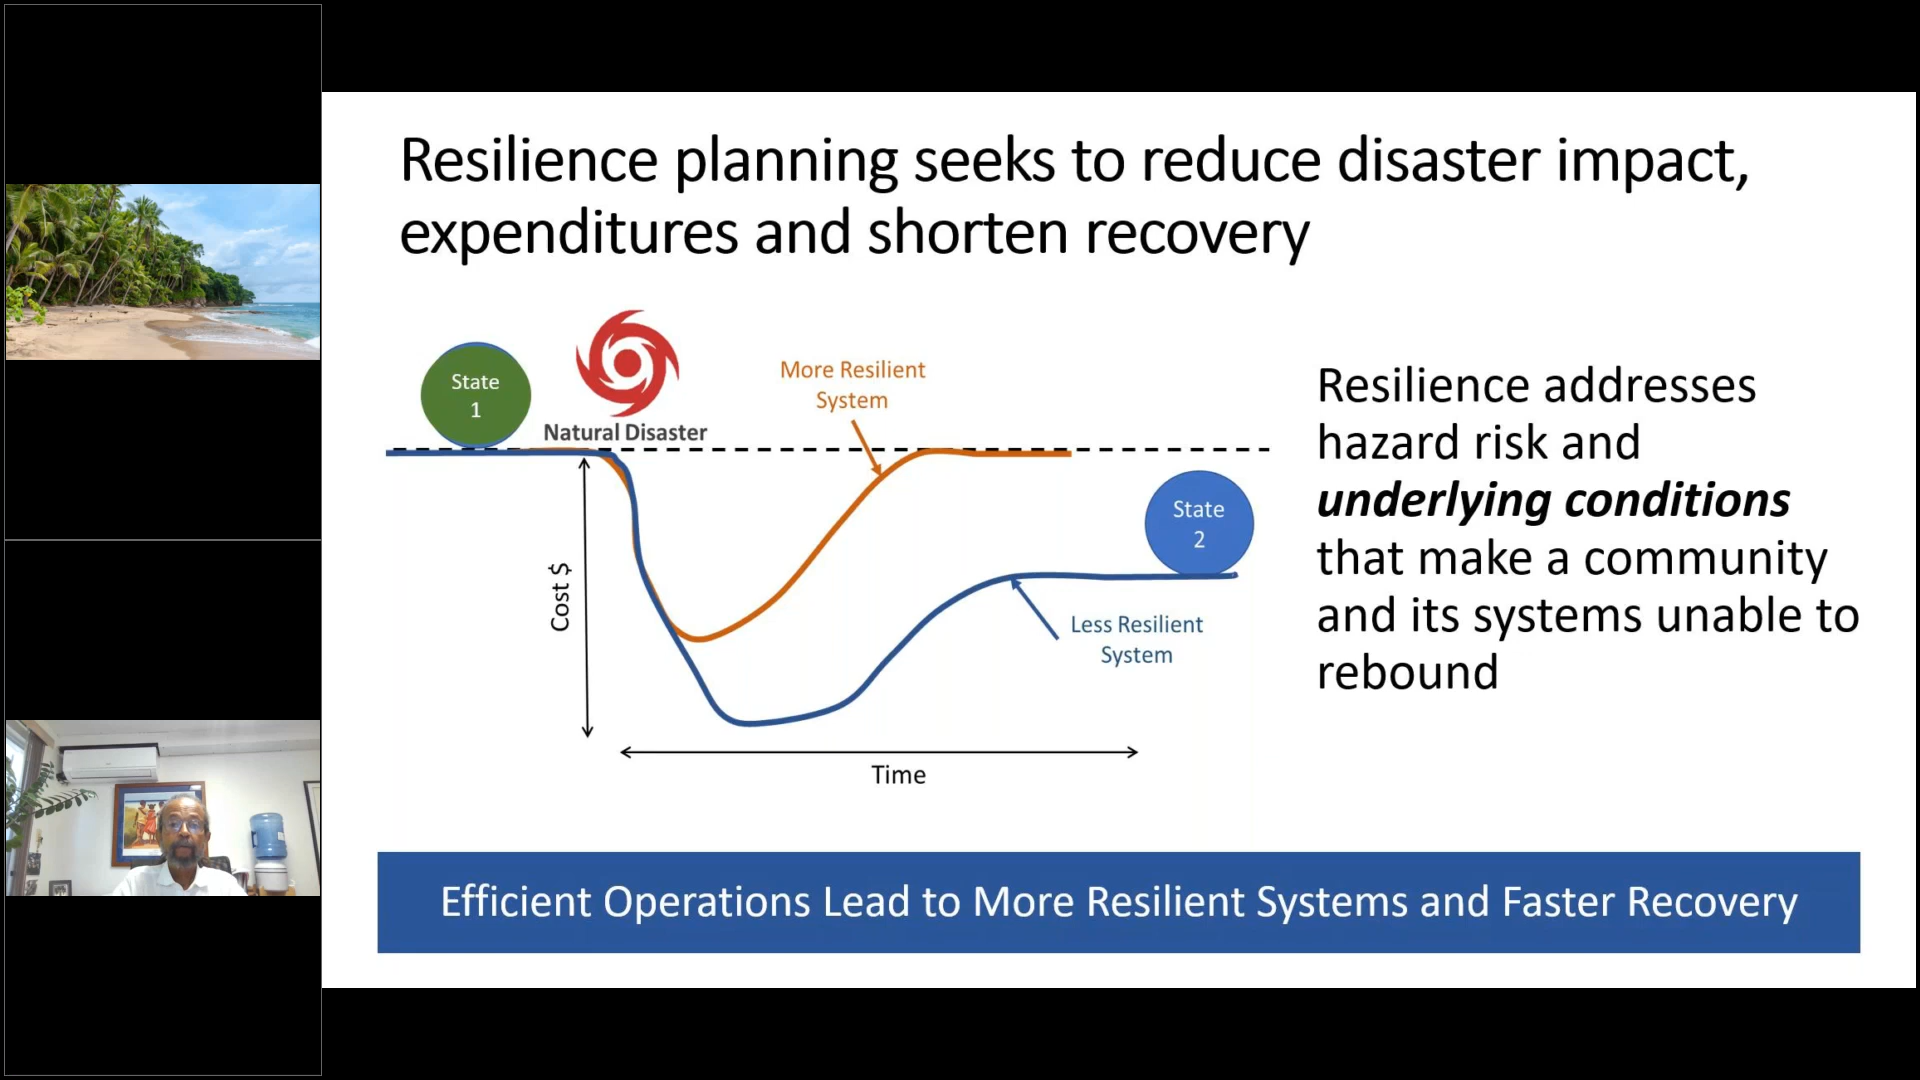 Resilience planning seeks to reduce disaster impact,
expenditures and shorten recovery
State
1
Natural Disaster
More Resilient
System
State
2
Cost $
Less Resilient
System
Time
Resilience addresses
hazard risk and
underlying conditions
that make a community
and its systems unable to
rebound
Efficient Operations Lead to More Resilient Systems and Faster Recovery